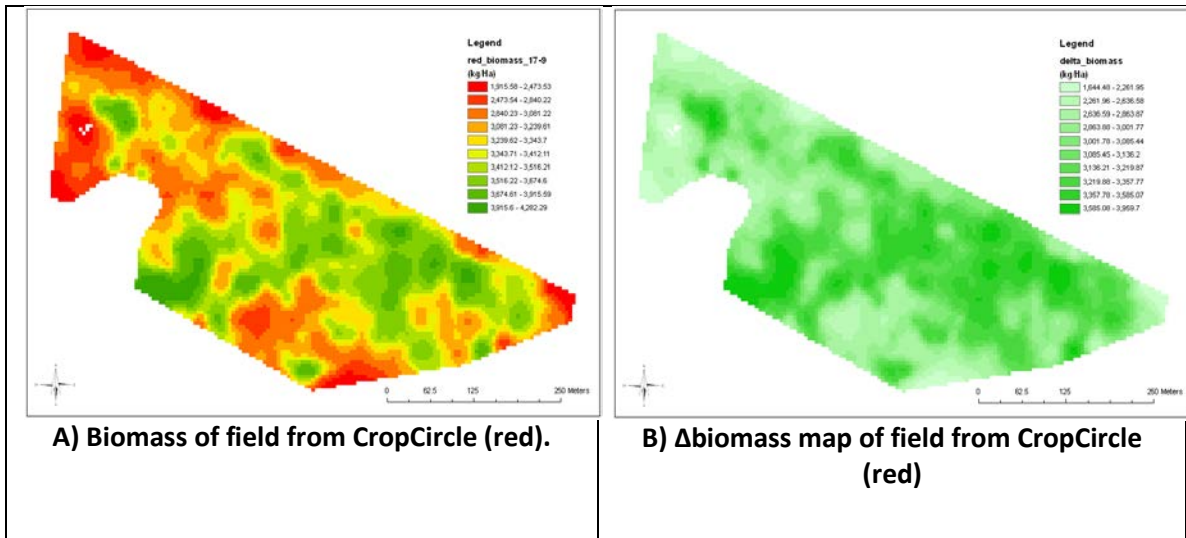 Legend
red_biomass_17-9
(kg/Ha)
1,915.58 - 2,473.53
2,473.54 - 2,840.22
2,840.23 - 3,081.22
3,081.23 - 3,239.61
3,239.62 - 3,343.7
3,343.71 - 3,412.11
3,412.12 - 3,516.21
3,516.22 - 3,674.6
3,674.61 - 3,915.59
3,915.6 - 4,282.29
0 62.5 125 250 Meters
Legend
delta_biomass
(kg/Ha)
1,644.48 - 2,261.95
2,261.96 - 2,636.58
2,636.59 - 2,863.87
2,863.88 - 3,001.77
3,001.78 - 3,085.44
3,085.45 - 3,136.2
3,136.21 - 3,219.87
3,219.88 - 3,357.77
3,357.78 - 3,585.07
3,585.08 - 3,959.7
0 62.5 125 250 Meters
A) Biomass of field from CropCircle (red).
B) Δbiomass map of field from CropCircle
(red)